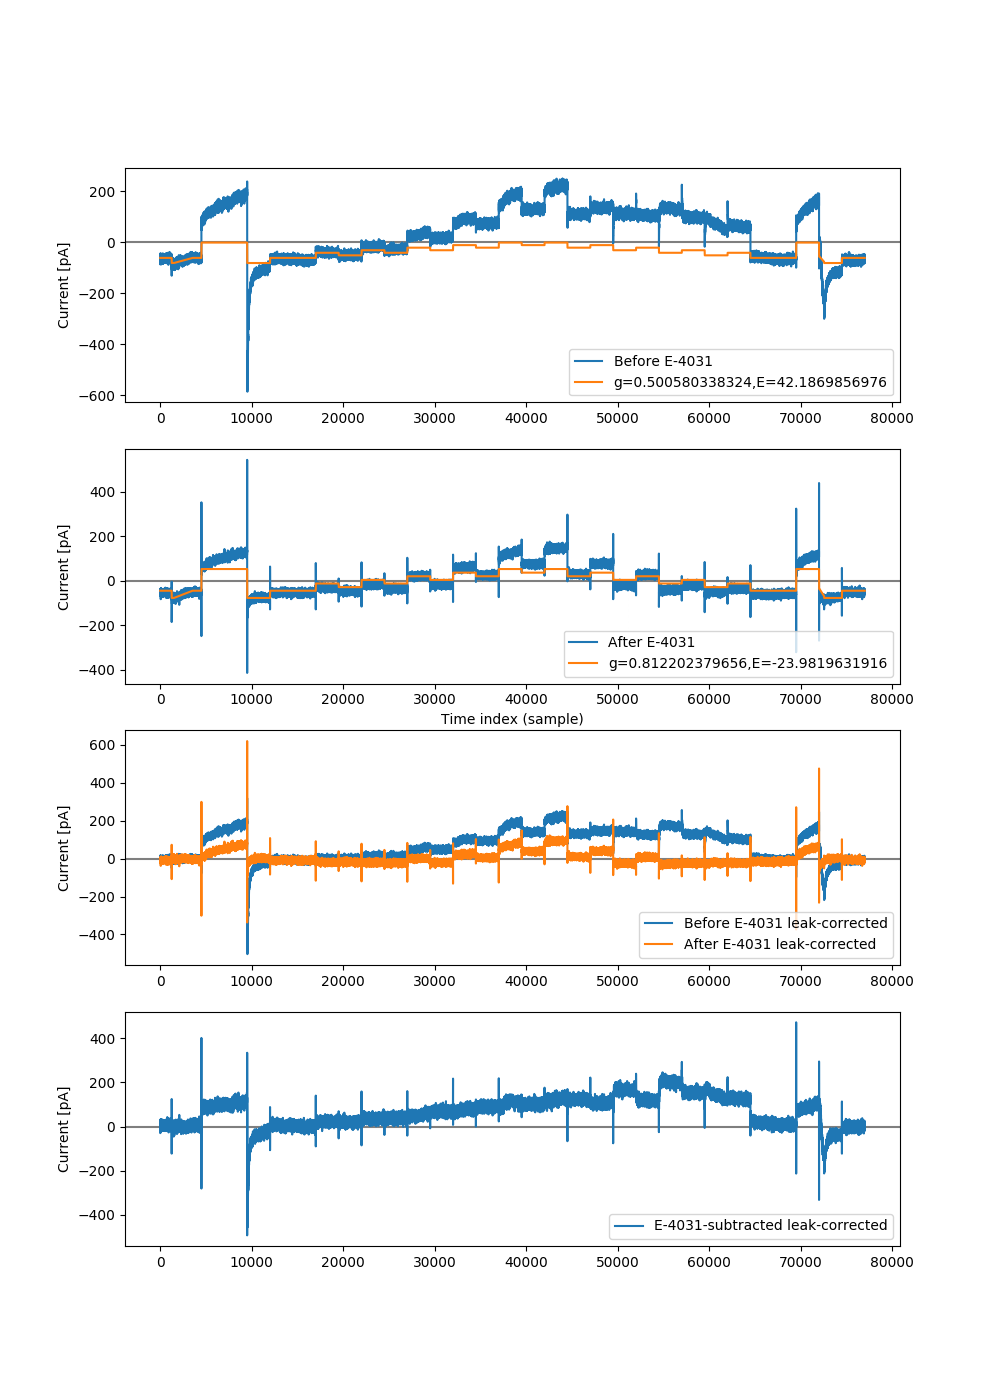 200
0
−200
−400
−600
Current [pA]
Before E-4031
g=0.500580338324,E=42.1869856976
0 10000 20000 30000 40000 50000 60000 70000 80000
400
200
0
−200
−400
Current [pA]
After E-4031
g=0.812202379656,E=-23.9819631916
0 10000 20000 30000 40000 50000 60000 70000 80000
Time index (sample)
600
400
200
0
−200
−400
Current [pA]
Before E-4031 leak-corrected
After E-4031 leak-corrected
0 10000 20000 30000 40000 50000 60000 70000 80000
400
200
0
−200
−400
Current [pA]
E-4031-subtracted leak-corrected
0 10000 20000 30000 40000 50000 60000 70000 80000